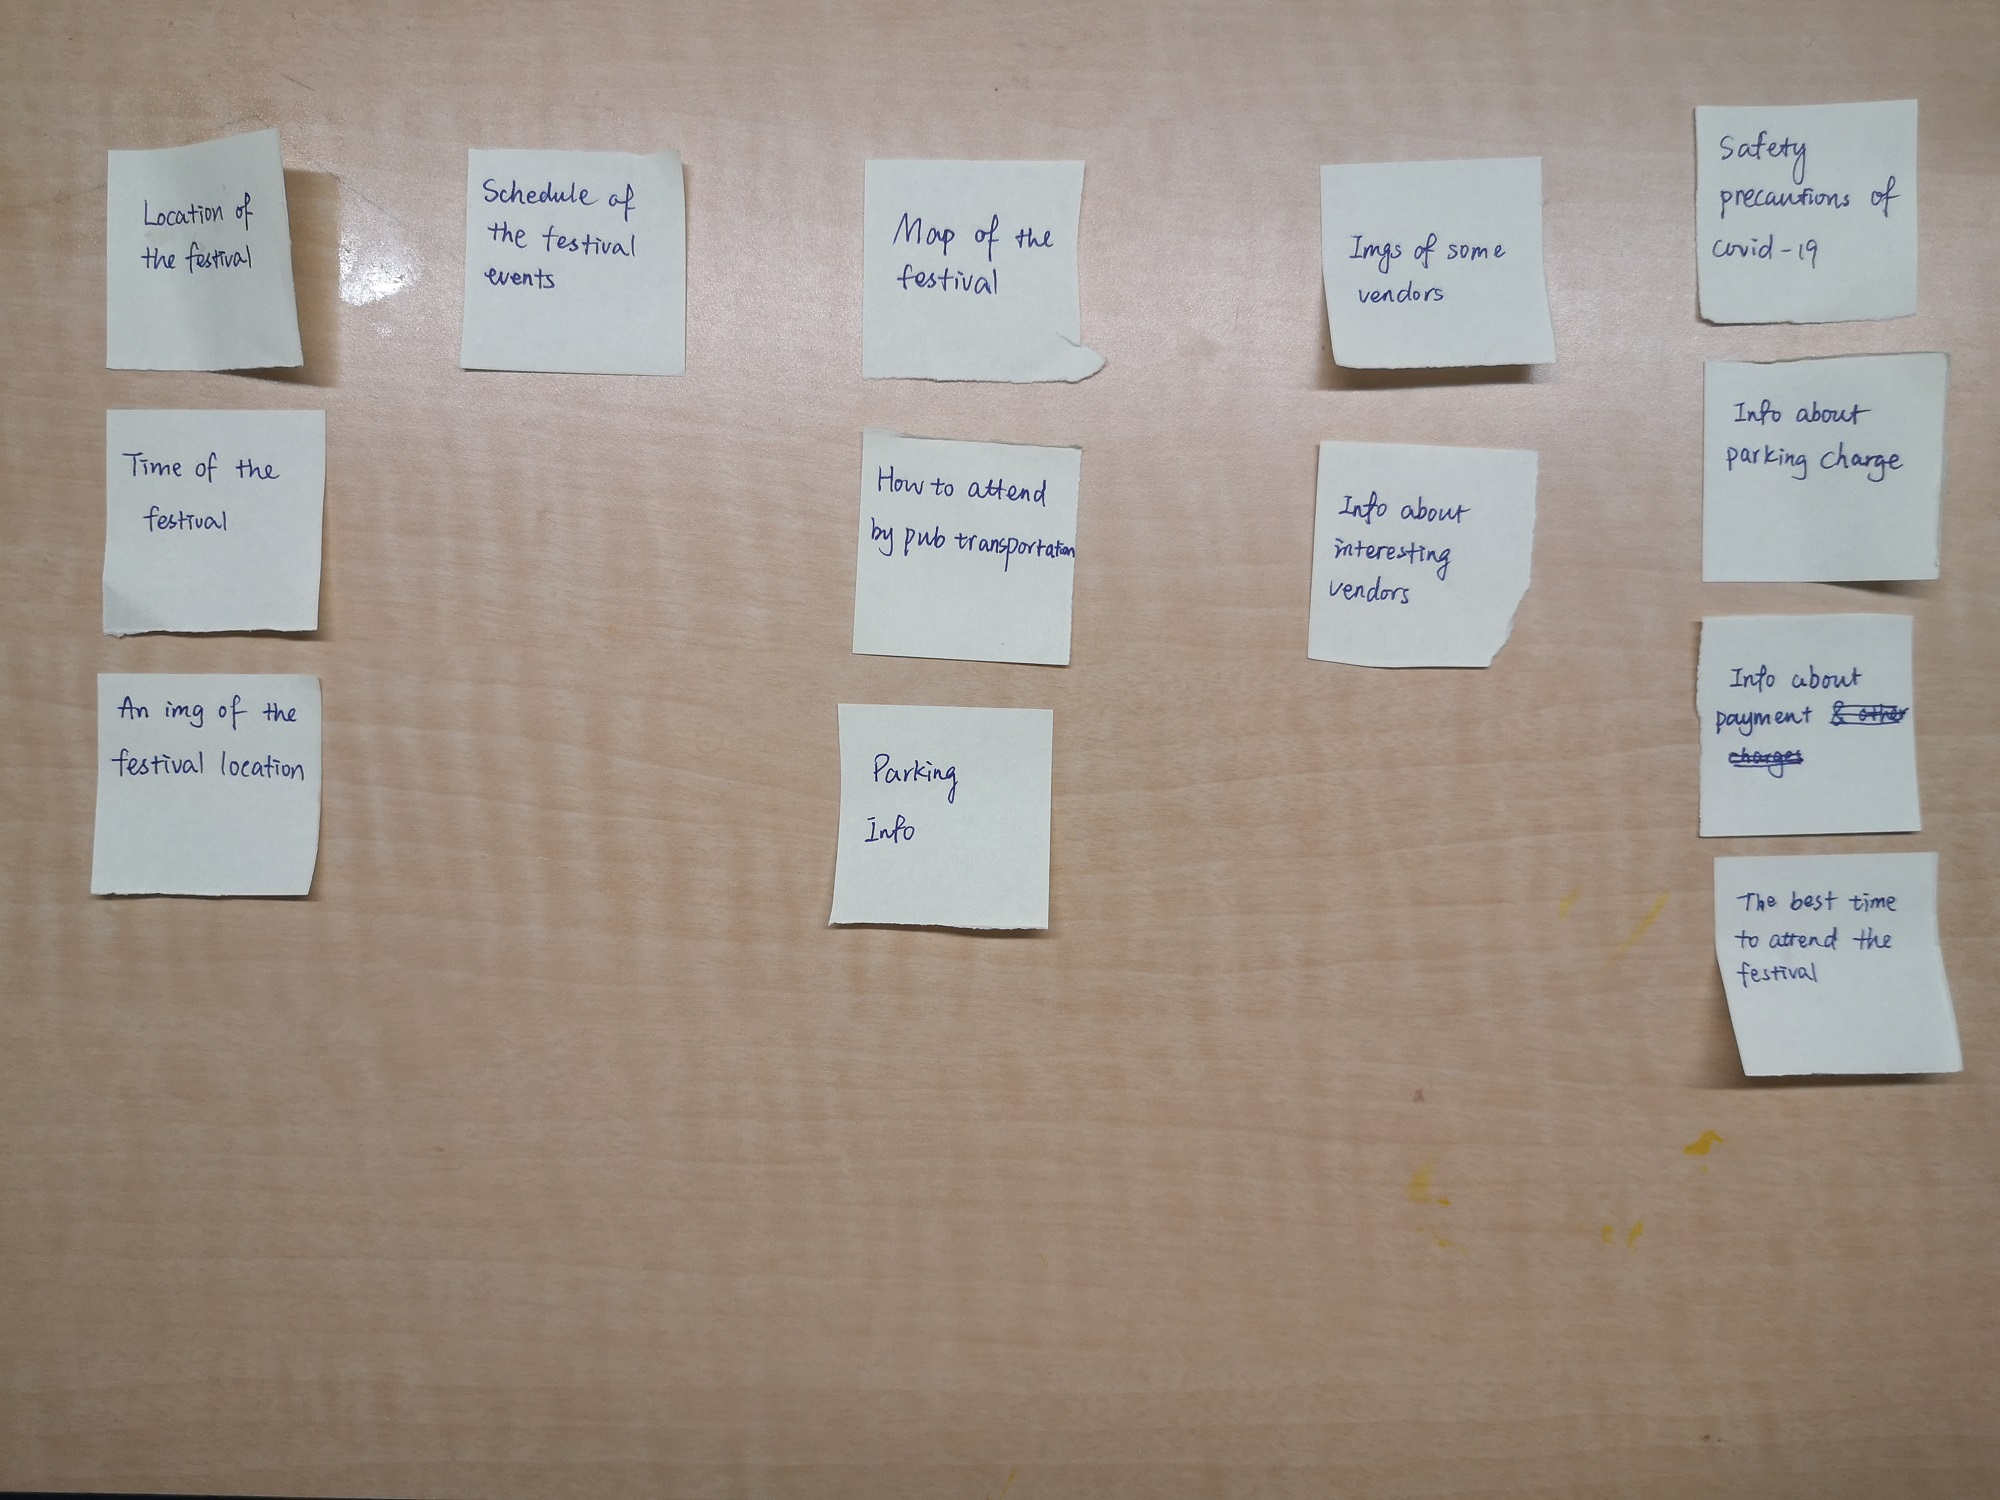 Location of
the festival
Time of the
festival
An img of the
festival location
Schedule of
the festival
events
Map of the
festival
How to attend
by pub transportation
Parking
Info
Imgs of some
vendors
Info about
interesting
vendors
Safety
precautions of
covid-19
Info about
parking charge
Info about
payment & other
charges
The best time
to attend the
festival